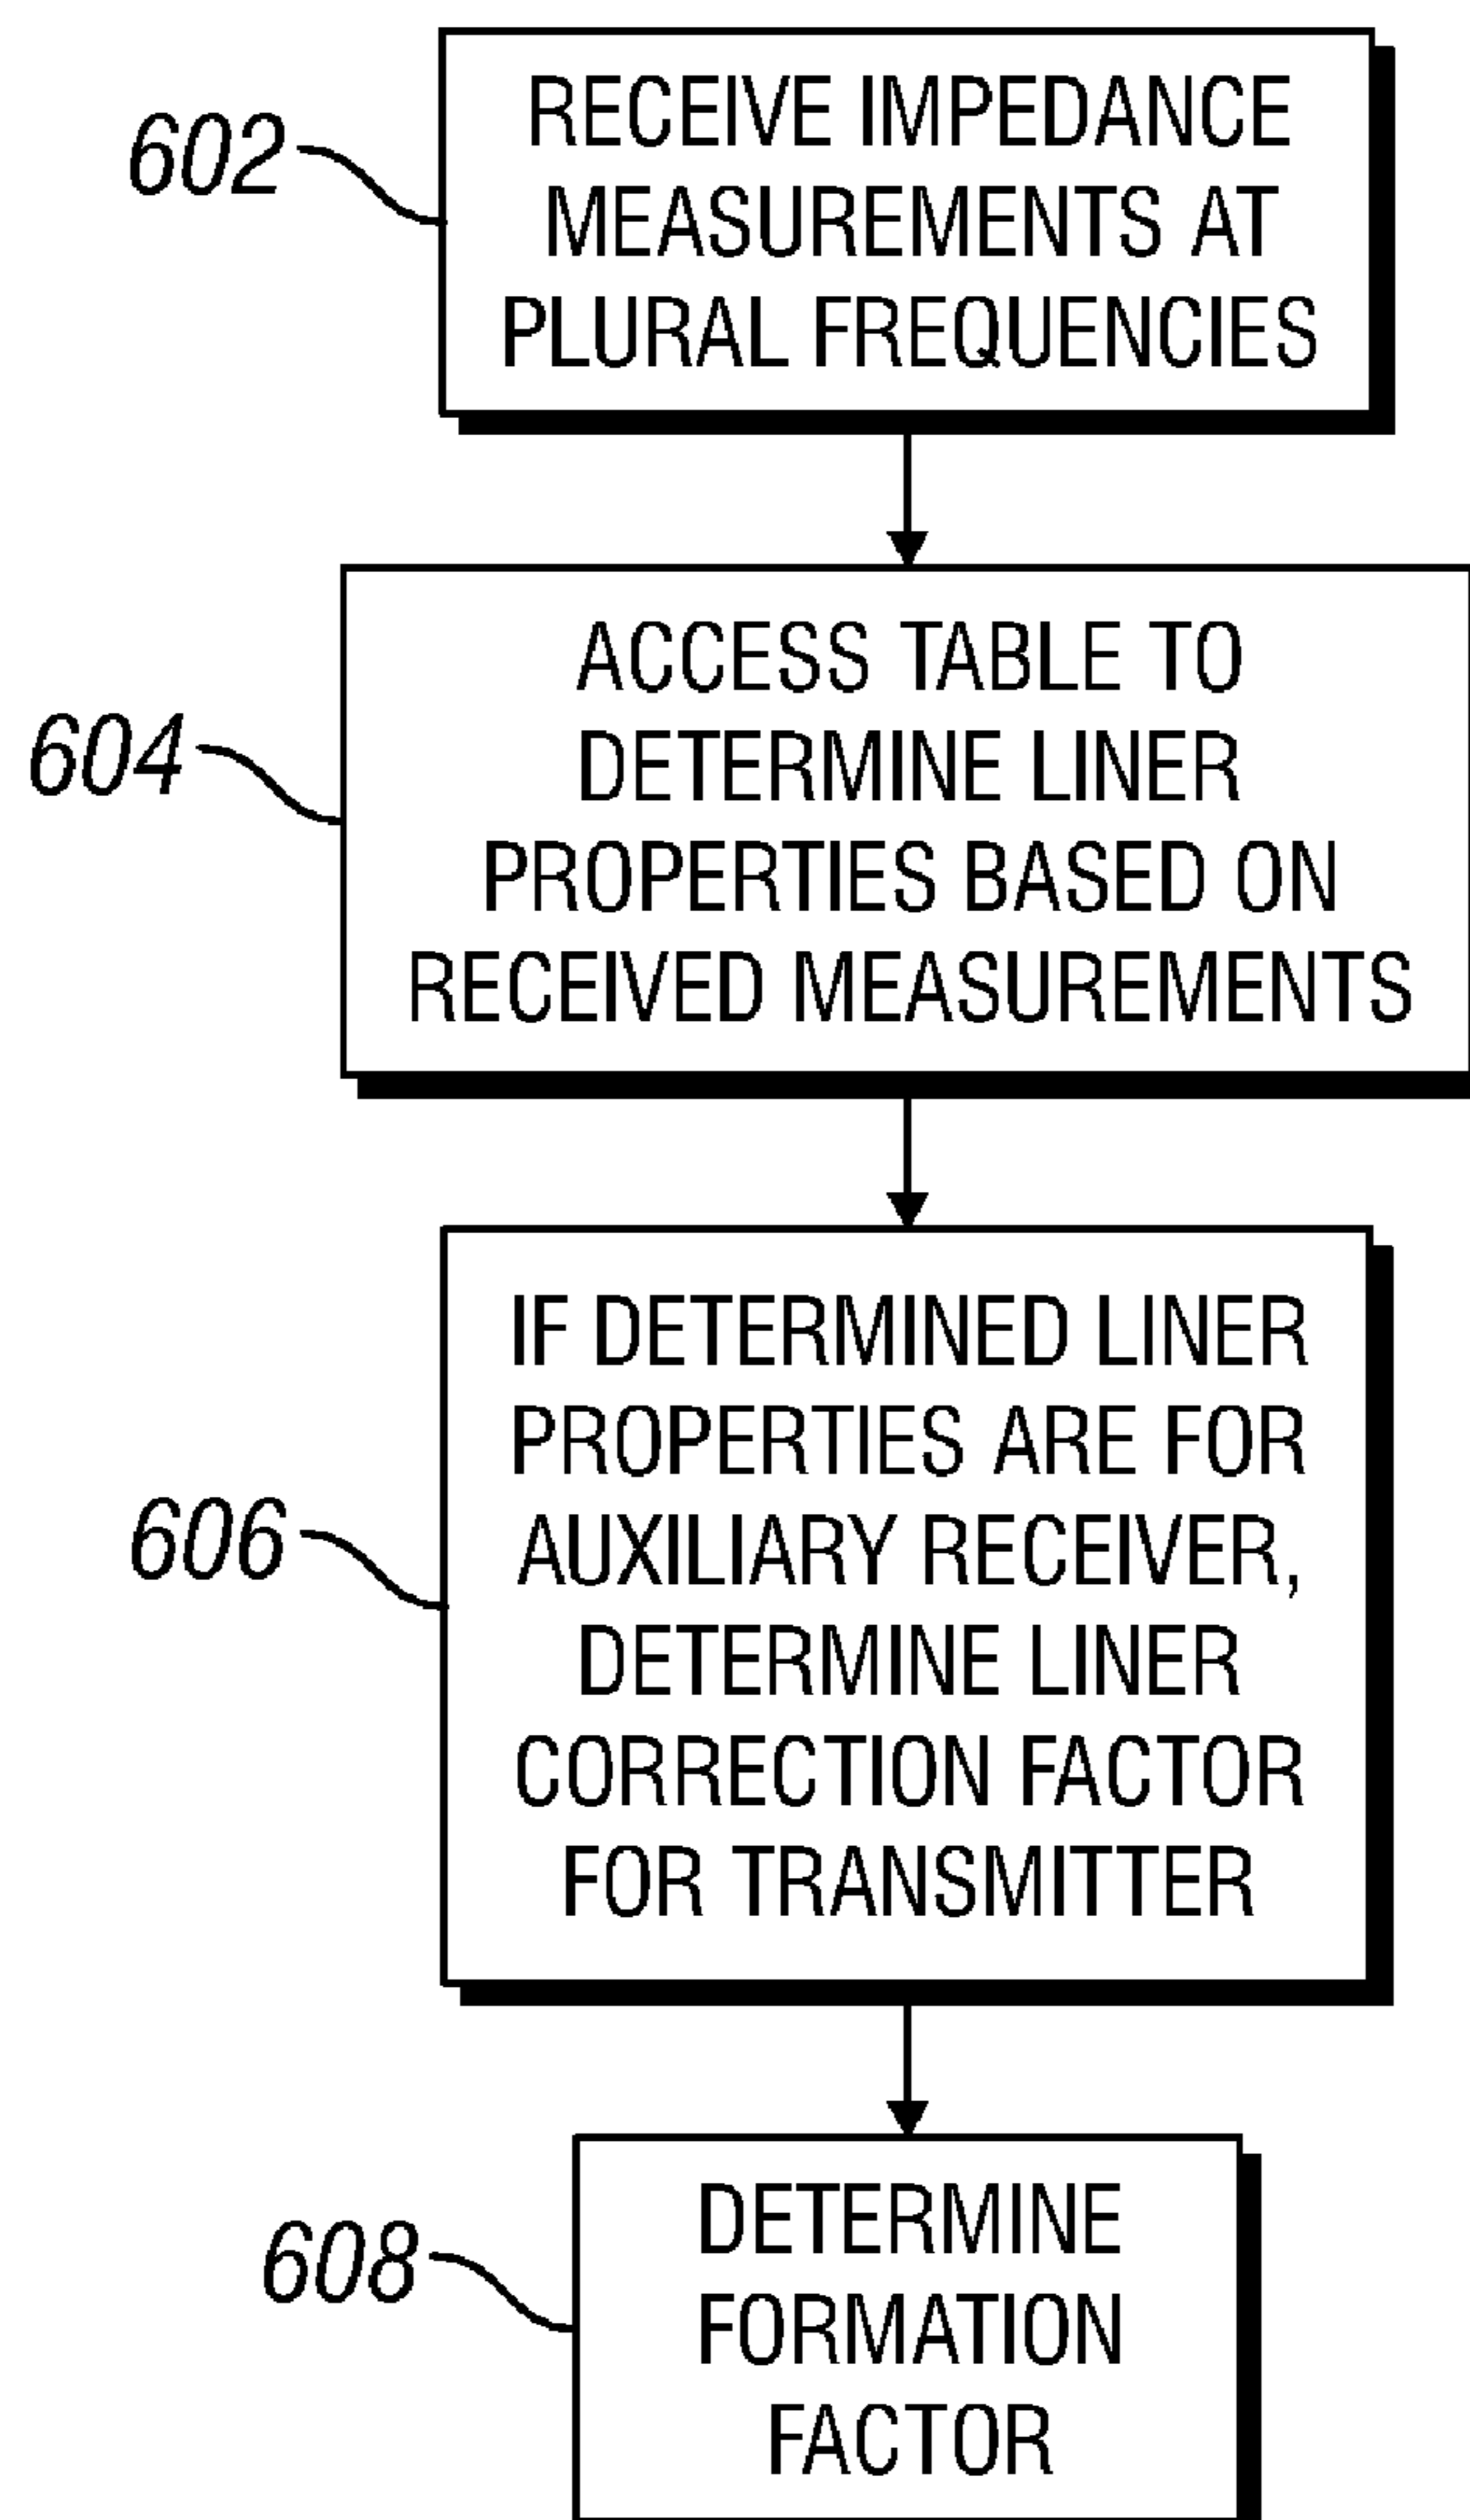 602
RECEIVE IMPEDANCE
MEASUREMENTS AT
PLURAL FREQUENCIES
604
ACCESS TABLE TO
DETERMINE LINER
PROPERTIES BASED ON
RECEIVED MEASUREMENTS
606
IF DETERMINED LINER
PROPERTIES ARE FOR
AUXILIARY RECEIVER,
DETERMINE LINER
CORRECTION FACTOR
FOR TRANSMITTER
608
DETERMINE
FORMATION
FACTOR